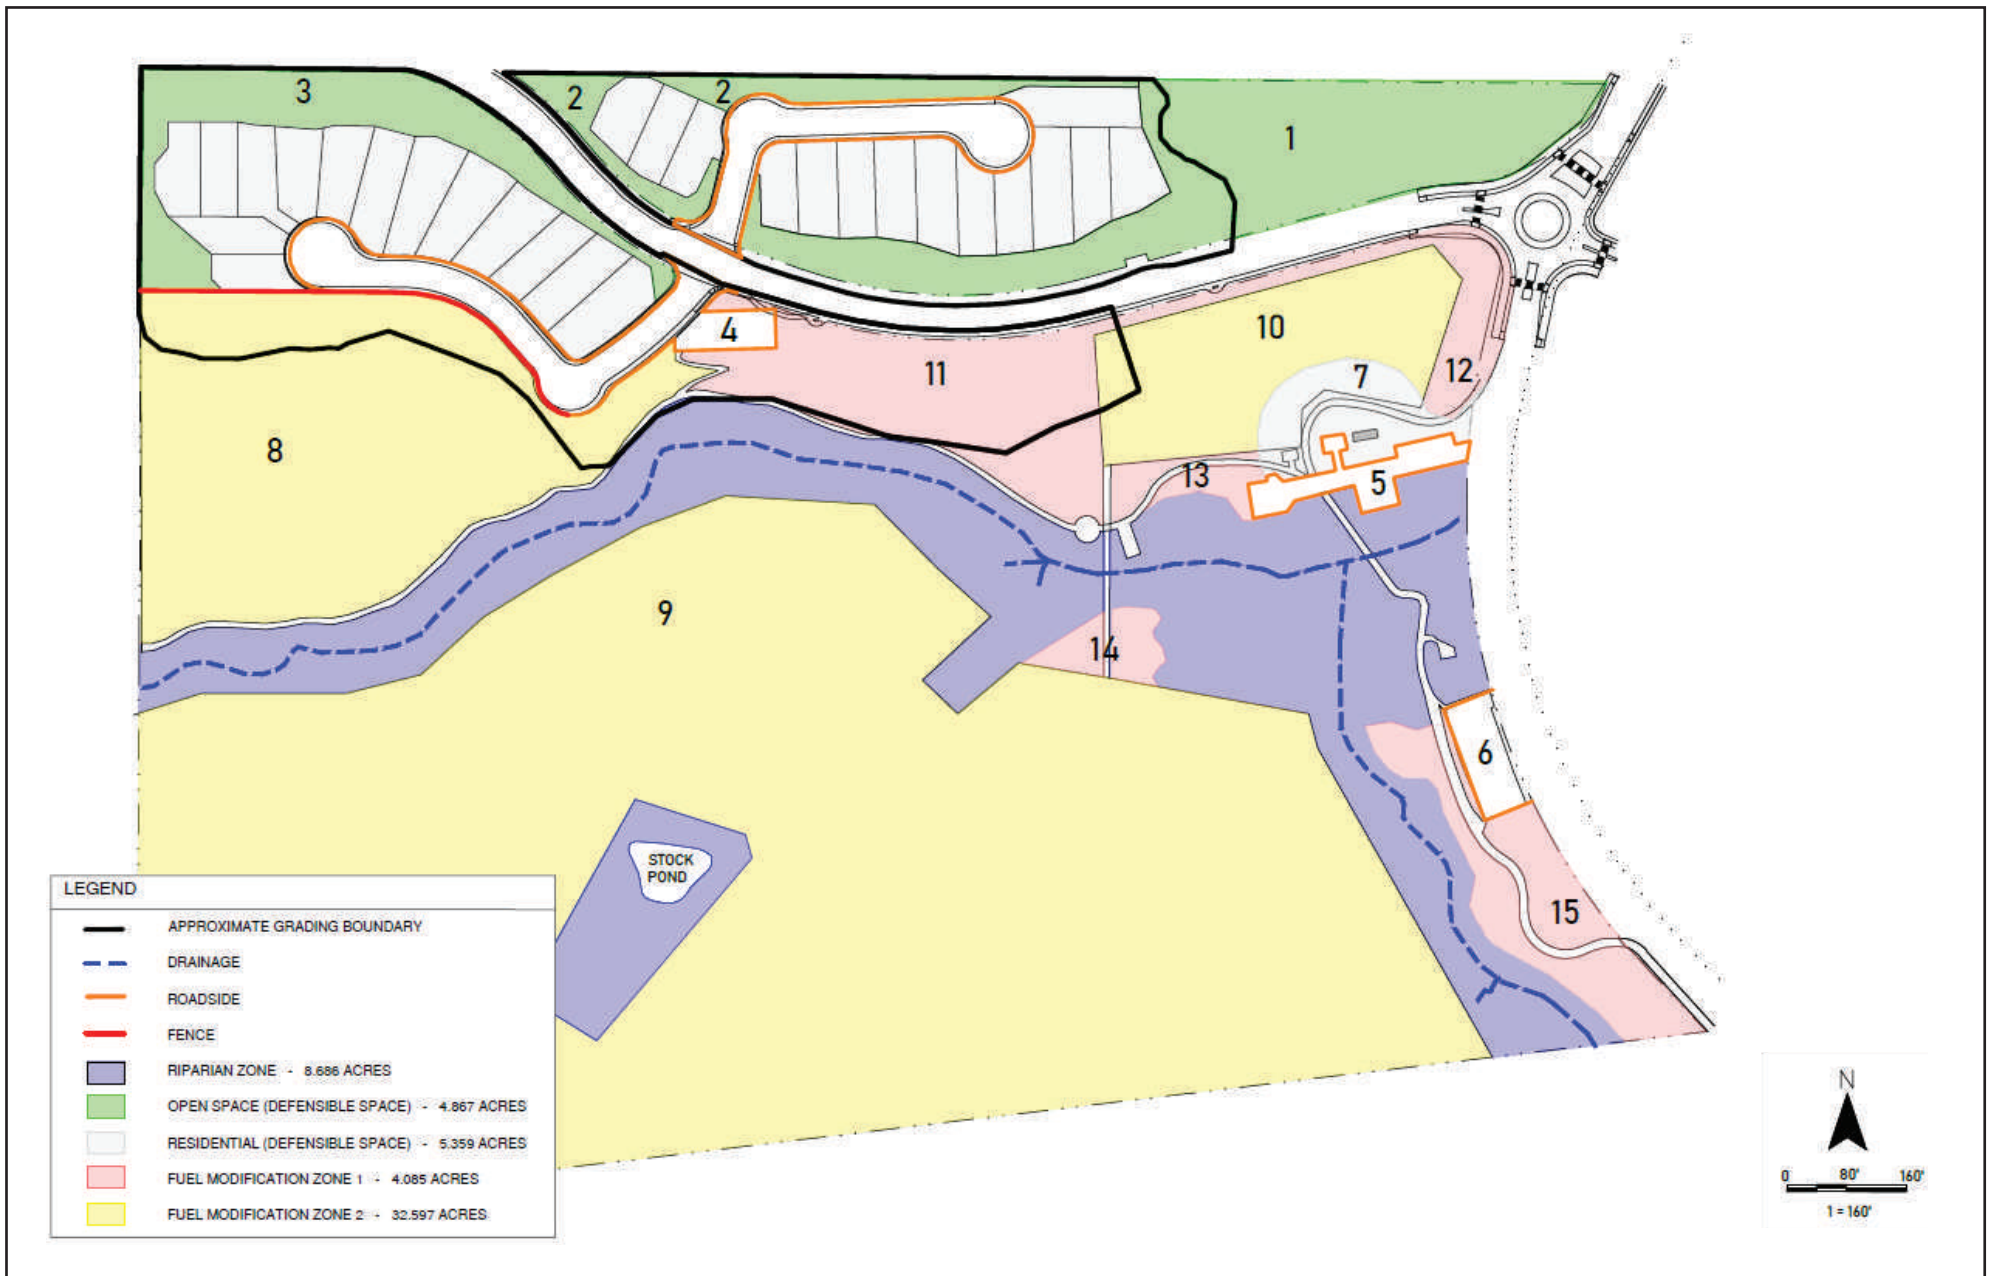 3
2
2
1
4
11
10
12
7
8
13
5
9
14
6
15
STOCK
POND
LEGEND
APPROXIMATE GRADING BOUNDARY
DRAINAGE
ROADSIDE
FENCE
RIPARIAN ZONE - 8.686 ACRES
OPEN SPACE (DEFENSIBLE SPACE) - 4.867 ACRES
RESIDENTIAL (DEFENSIBLE SPACE) - 5.359 ACRES
FUEL MODIFICATION ZONE 1 - 4.085 ACRES
FUEL MODIFICATION ZONE 2 - 32.597 ACRES
N
0 80' 160'
1 = 160'